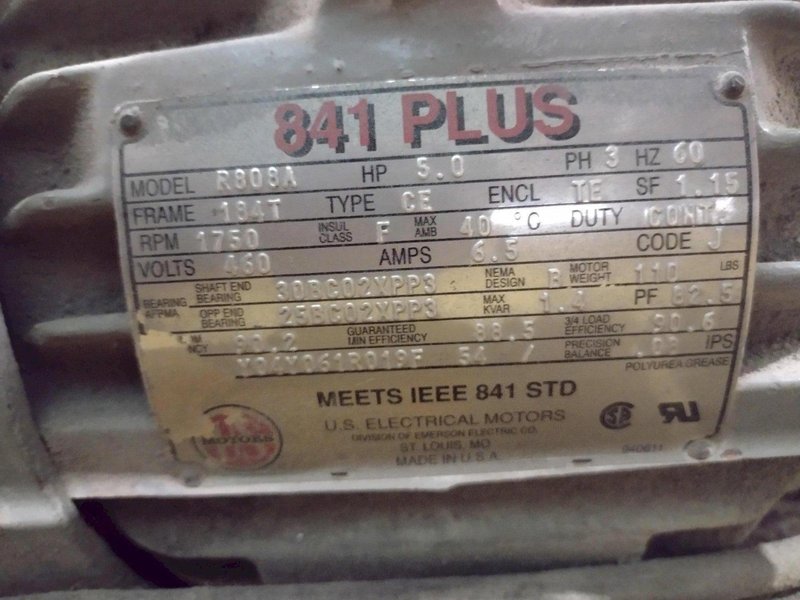 841 PLUS
MODEL R808A HP 5.0 PH 3 HZ 60
FRAME 184T TYPE CE ENCL TE SF 1.15
RPM 1750 INSUL CLASS F MAX AMB 40 °C DUTY CONT
VOLTS 460 AMPS 6.5 CODE J
BEARING AFBMA SHAFT END BEARING 30BC02XPP3 NEMA DESIGN B MOTOR WEIGHT 110 LBS
OPP END BEARING 25BC02XPP3 MAX KVAR 1.4 PF 82.5
90.2 GUARANTEED MIN EFFICIENCY 88.5 3/4 LOAD EFFICIENCY 90.6
X04Y061R019F 54 / PRECISION BALANCE .08 IPS
POLYUREA GREASE
MEETS IEEE 841 STD
U.S. ELECTRICAL MOTORS
DIVISION OF EMERSON ELECTRIC CO.
ST. LOUIS, MO
MADE IN U.S.A.
US MOTORS